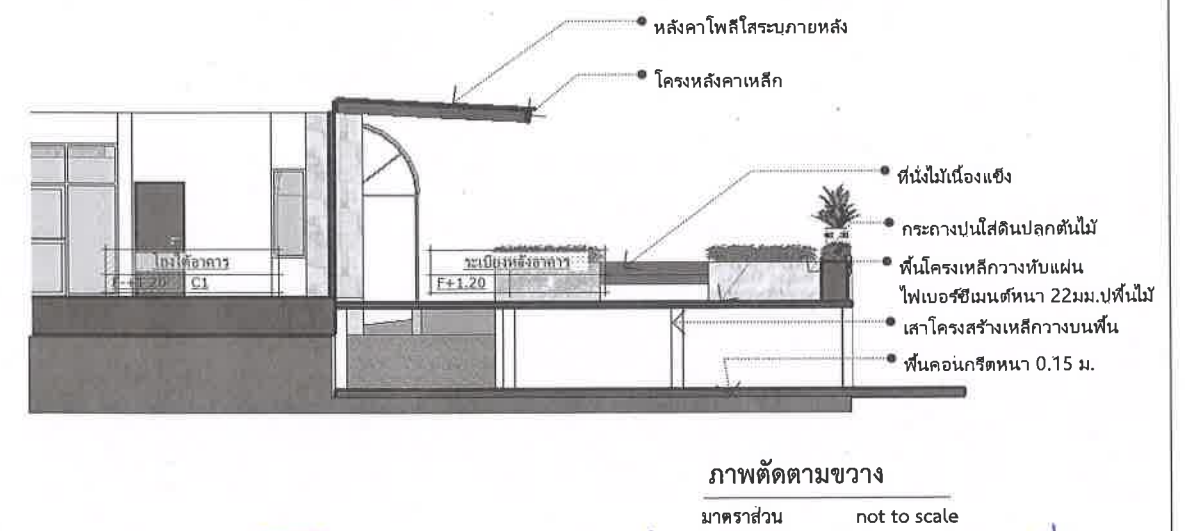 หลังคาโพลีใสระบุภายหลัง
โครงหลังคาเหล็ก
ที่นั่งไม้เนื้องแข็ง
กระถางปูนใส่ดินปลูกต้นไม้
โถงใต้อาคาร
F+1.20 C1
ระเบียงหลังอาคาร
F+1.20
พื้นโครงเหล็กวางทับแผ่น
ไฟเบอร์ซีเมนต์หนา 22มม.ปูพื้นไม้
เสาโครงสร้างเหล็กวางบนพื้น
พื้นคอนกรีตหนา 0.15 ม.
ภาพตัดตามขวาง
มาตราส่วน not to scale